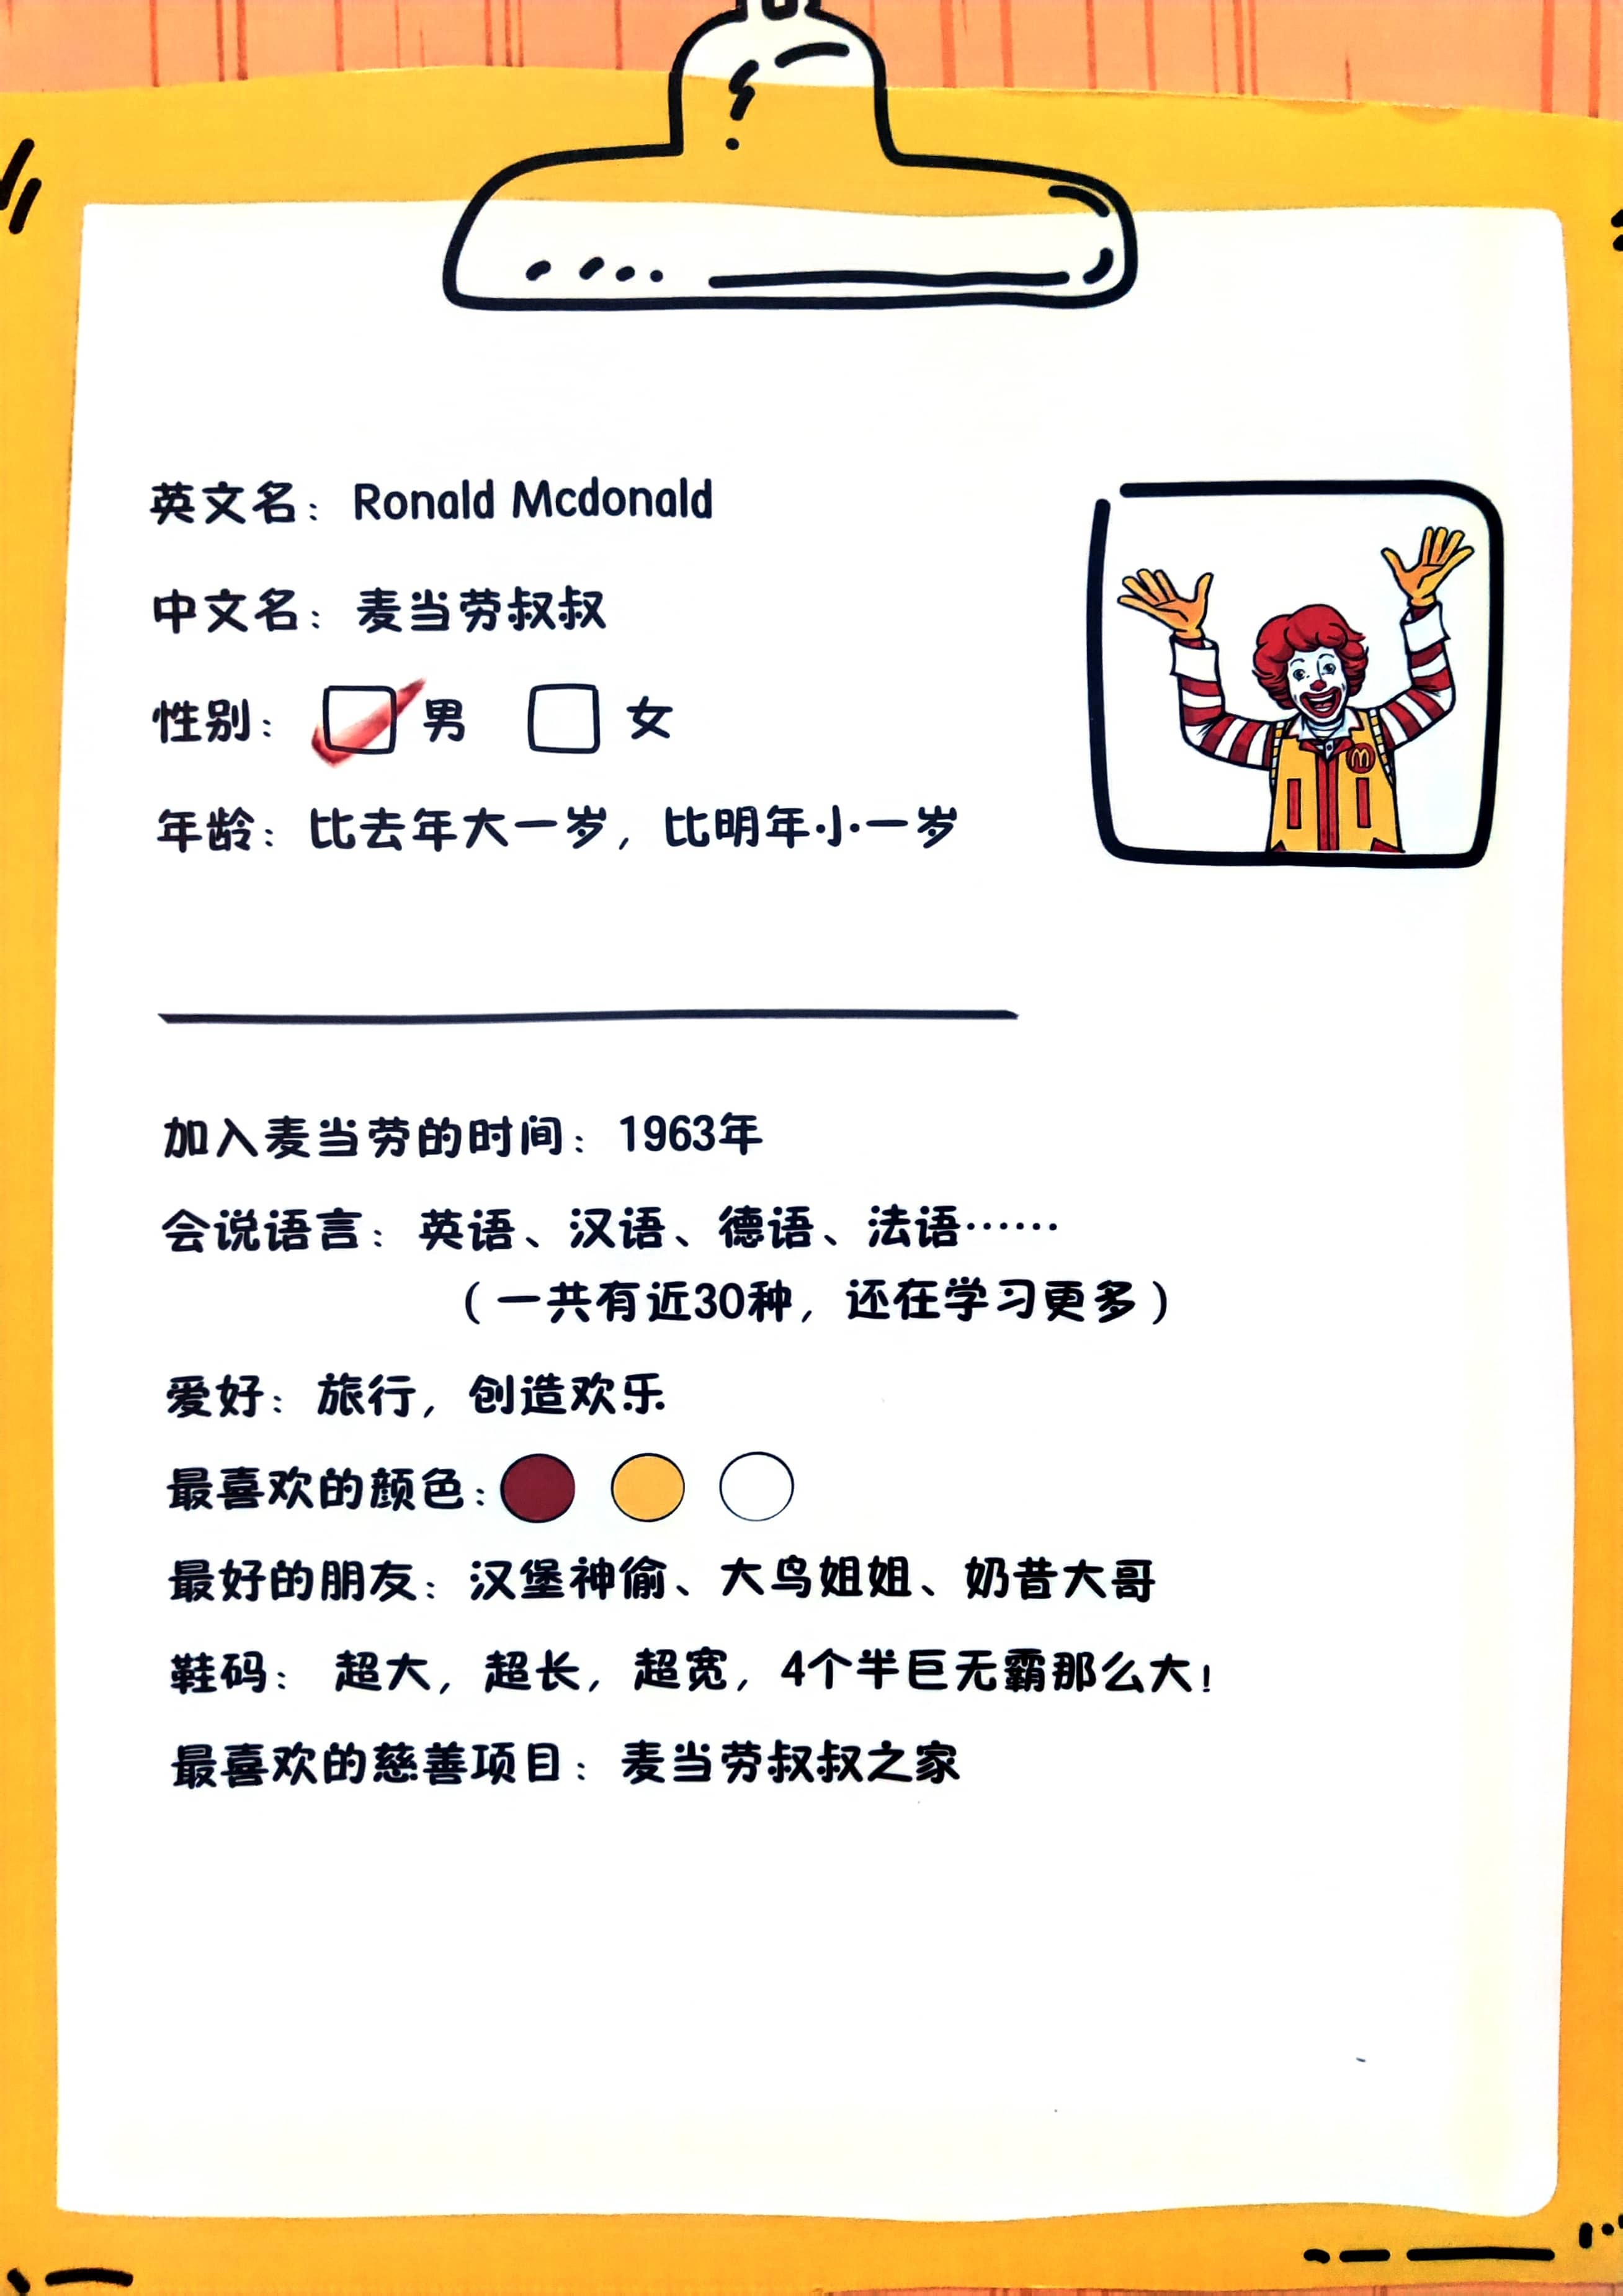 英文名：Ronald Mcdonald
中文名：麦当劳叔叔
性别： 男 女
年龄：比去年大一岁，比明年小一岁
加入麦当劳的时间：1963年
会说语言：英语、汉语、德语、法语……
（一共有近30种，还在学习更多）
爱好：旅行，创造欢乐
最喜欢的颜色：
最好的朋友：汉堡神偷、大鸟姐姐、奶昔大哥
鞋码： 超大，超长，超宽，4个半巨无霸那么大！
最喜欢的慈善项目：麦当劳叔叔之家